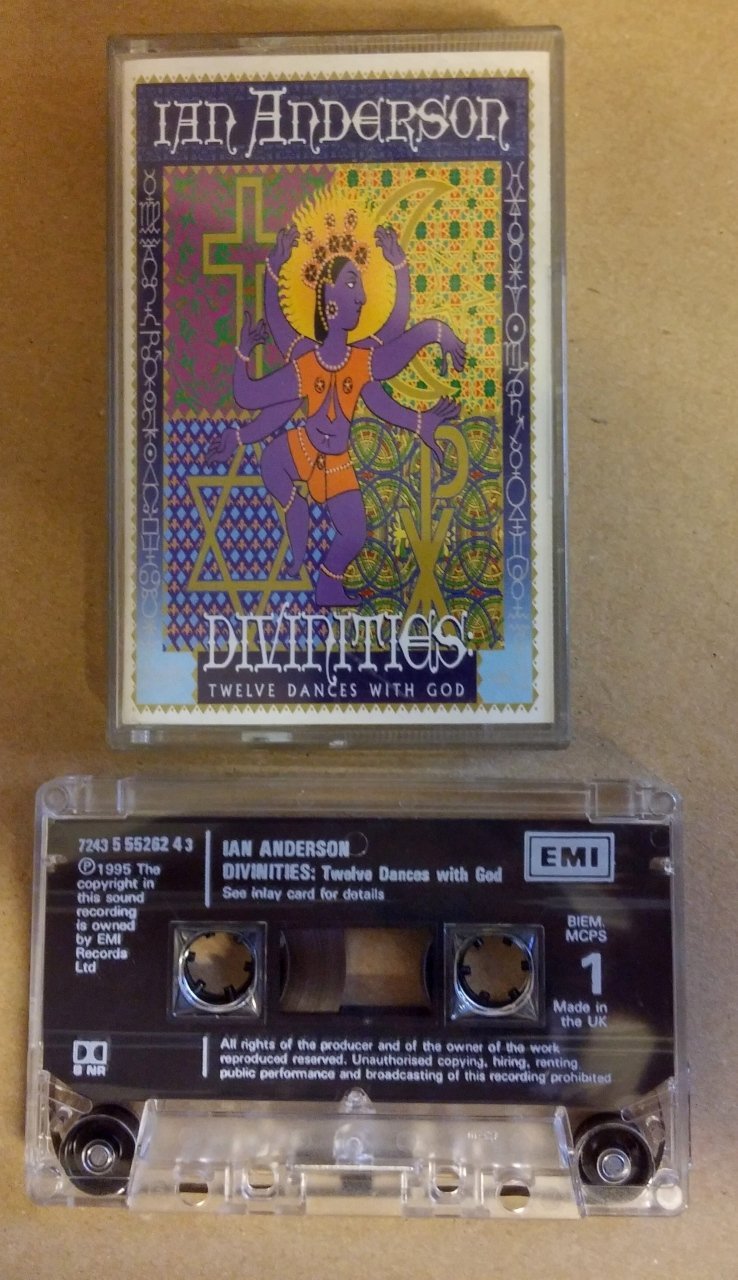 IAN ANDERSON
DIVINITIES:
TWELVE DANCES WITH GOD
7243 5 55262 4 3
Ⓟ1995 The
copyright in
this sound
recording
is owned
by EMI
Records
Ltd
IAN ANDERSON
DIVINITIES: Twelve Dances with God
See inlay card for details
EMI
BIEM.
MCPS
1
Made in
the UK
B NR
All rights of the producer and of the owner of the work
reproduced reserved. Unauthorised copying, hiring, renting
public performance and broadcasting of this recording prohibited